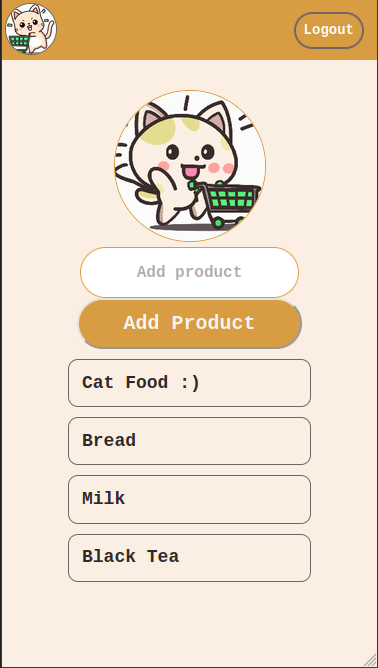 Logout
Add product
Add Product
Cat Food :)
Bread
Milk
Black Tea